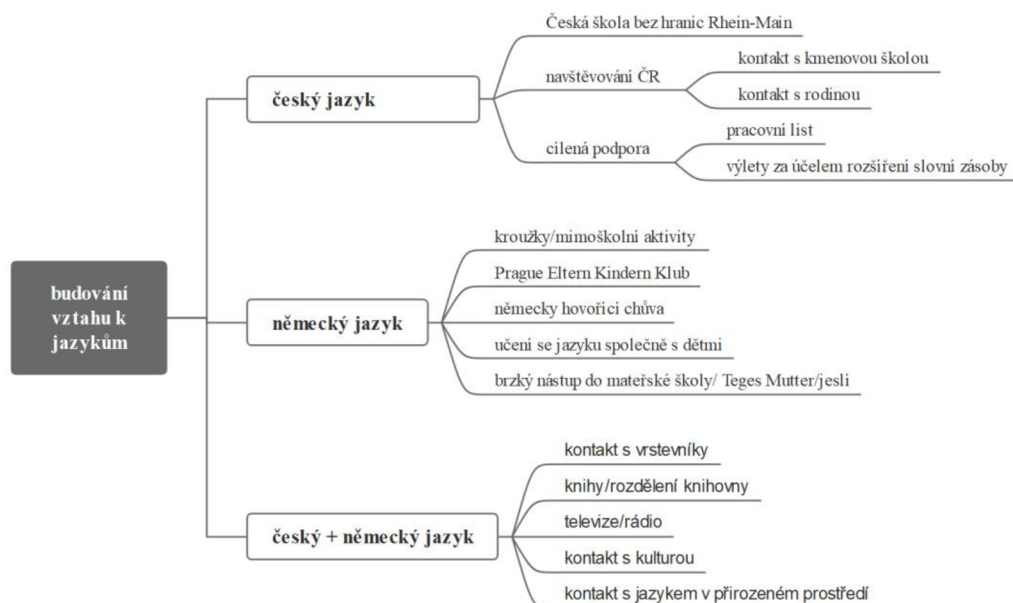 budování
vztahu k
jazykům
český jazyk
Česká škola bez hranic Rhein-Main
navštěvování ČR
kontakt s kmenovou školou
kontakt s rodinou
cílená podpora
pracovní list
výlety za účelem rozšíření slovní zásoby
německý jazyk
kroužky/mimoškolní aktivity
Prague Eltern Kindern Klub
německy hovořící chůva
učení se jazyku společně s dětmi
brzký nástup do mateřské školy/ Teges Mutter/jeslí
český + německý jazyk
kontakt s vrstevníky
knihy/rozdělení knihovny
televize/rádio
kontakt s kulturou
kontakt s jazykem v přirozeném prostředí